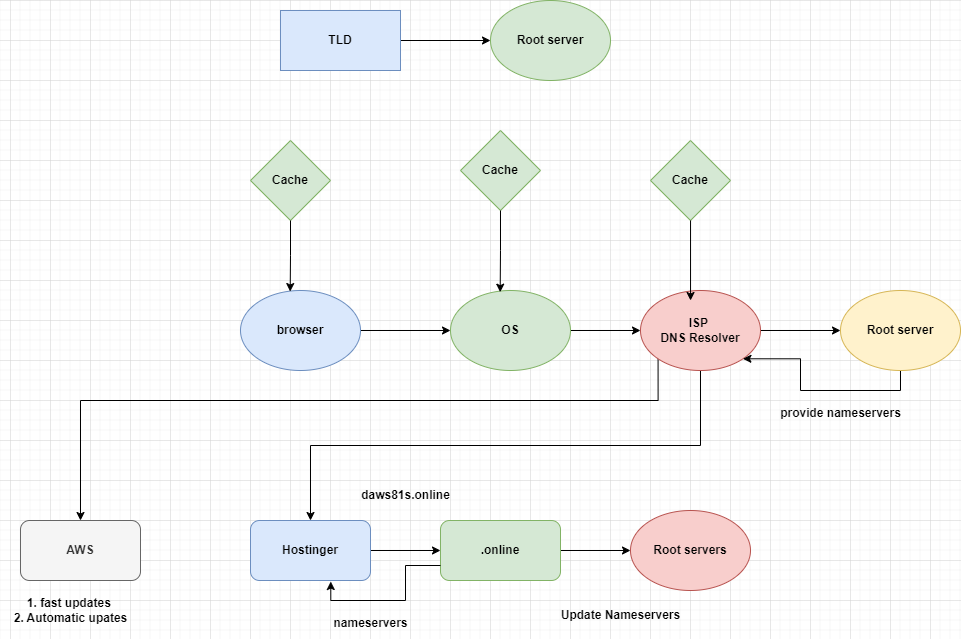 TLD
Root server
Cache
Cache
Cache
browser
OS
ISP
DNS Resolver
Root server
provide nameservers
daws81s.online
AWS
Hostinger
.online
Root servers
1. fast updates
2. Automatic upates
nameservers
Update Nameservers